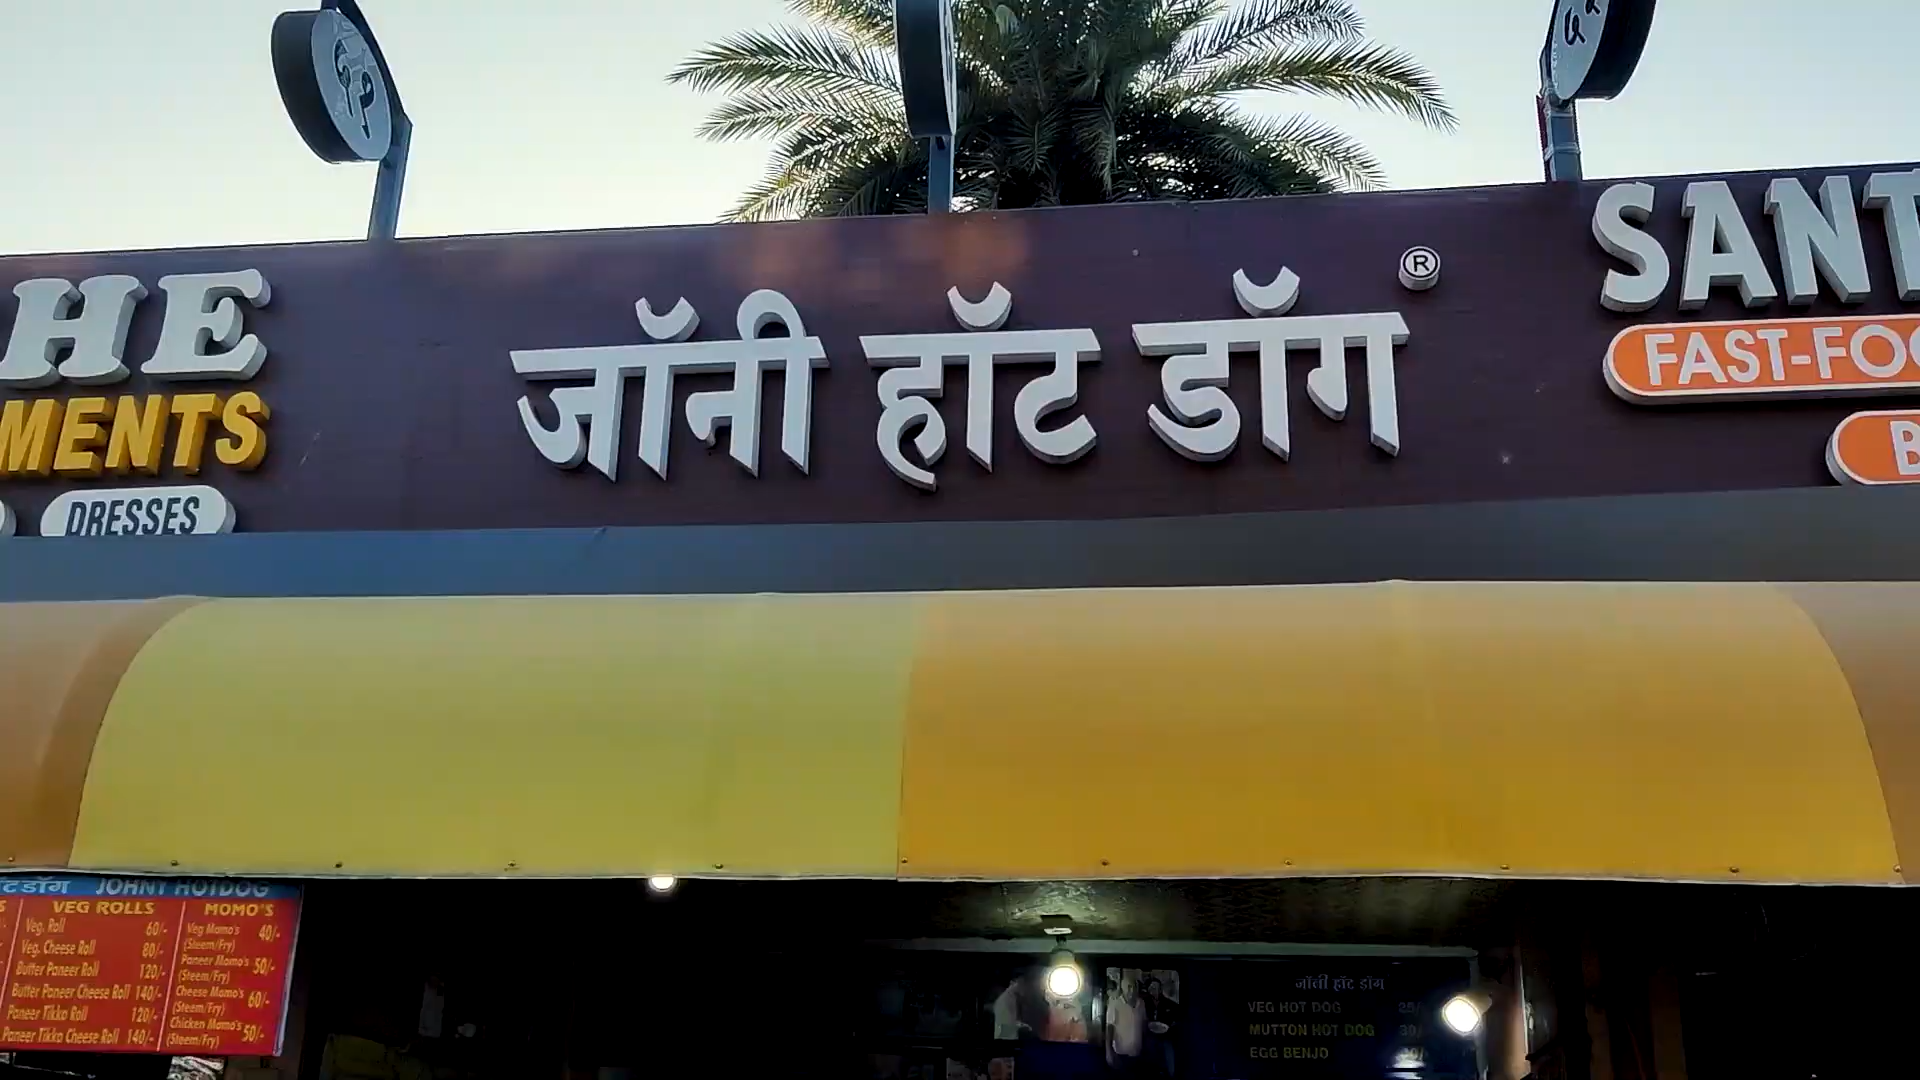 HE
MENTS
DRESSES
जॉनी हॉट डॉग ®
SANT
FAST-FOO
B
ट डॉग JOHNY HOTDOG
VEG ROLLS
Veg. Roll 60/-
Veg. Cheese Roll 80/-
Butter Paneer Roll 120/-
Butter Paneer Cheese Roll 140/-
Paneer Tikka Roll 120/-
Paneer Tikka Cheese Roll 140/-
MOMO'S
Veg Momo's 40/-
(Steem/Fry)
Paneer Momo's 50/-
(Steem/Fry)
Cheese Momo's 60/-
(Steem/Fry)
Chicken Momo's 50/-
(Steem/Fry)
जॉनी हॉट डॉग
VEG HOT DOG
MUTTON HOT DOG
EGG BENJO